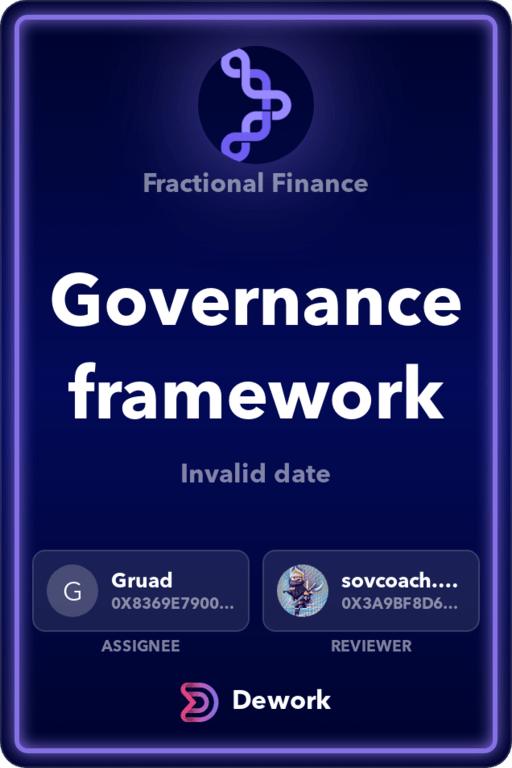 Fractional Finance
Governance
framework
Invalid date
G
Gruad
0X8369E7900...
sovcoach....
0X3A9BF8D6...
ASSIGNEE
REVIEWER
Dework